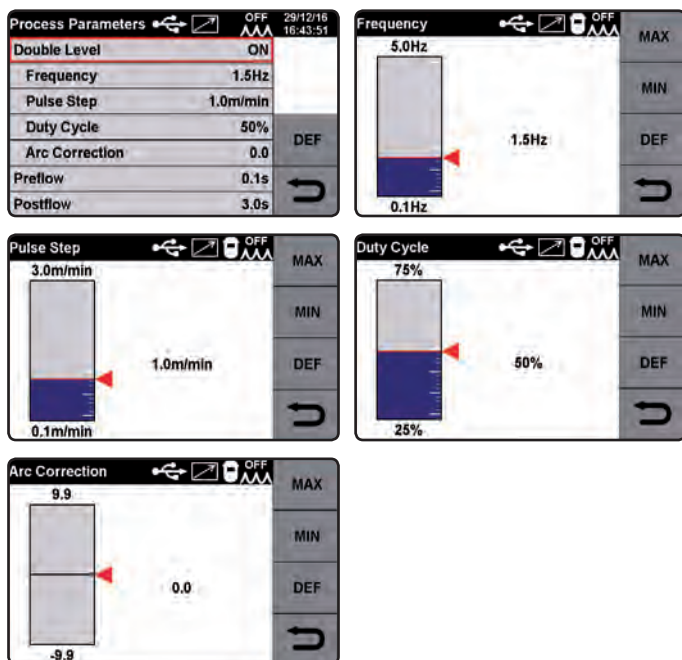 Process Parameters OFF 29/12/16 16:43:51
Double Level ON
Frequency 1.5Hz
Pulse Step 1.0m/min
Duty Cycle 50%
Arc Correction 0.0
Preflow 0.1s
Postflow 3.0s
DEF
Frequency OFF
5.0Hz
1.5Hz
0.1Hz
MAX
MIN
DEF
Pulse Step OFF
3.0m/min
1.0m/min
0.1m/min
MAX
MIN
DEF
Duty Cycle OFF
75%
50%
25%
MAX
MIN
DEF
Arc Correction OFF
9.9
0.0
-9.9
MAX
MIN
DEF